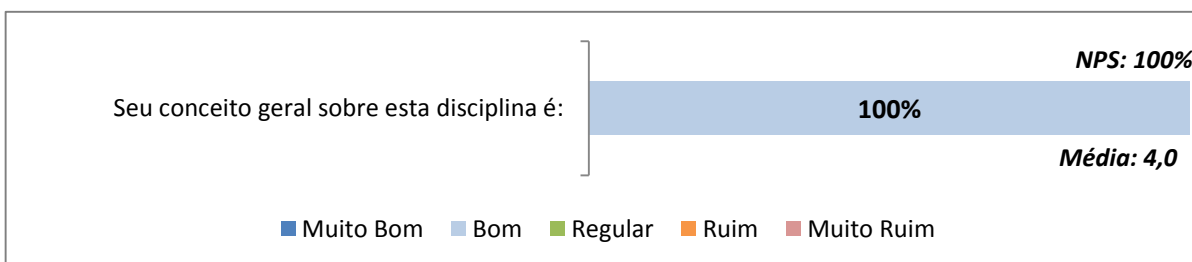 NPS: 100%
Seu conceito geral sobre esta disciplina é:
100%
Média: 4,0
Muito Bom
Bom
Regular
Ruim
Muito Ruim